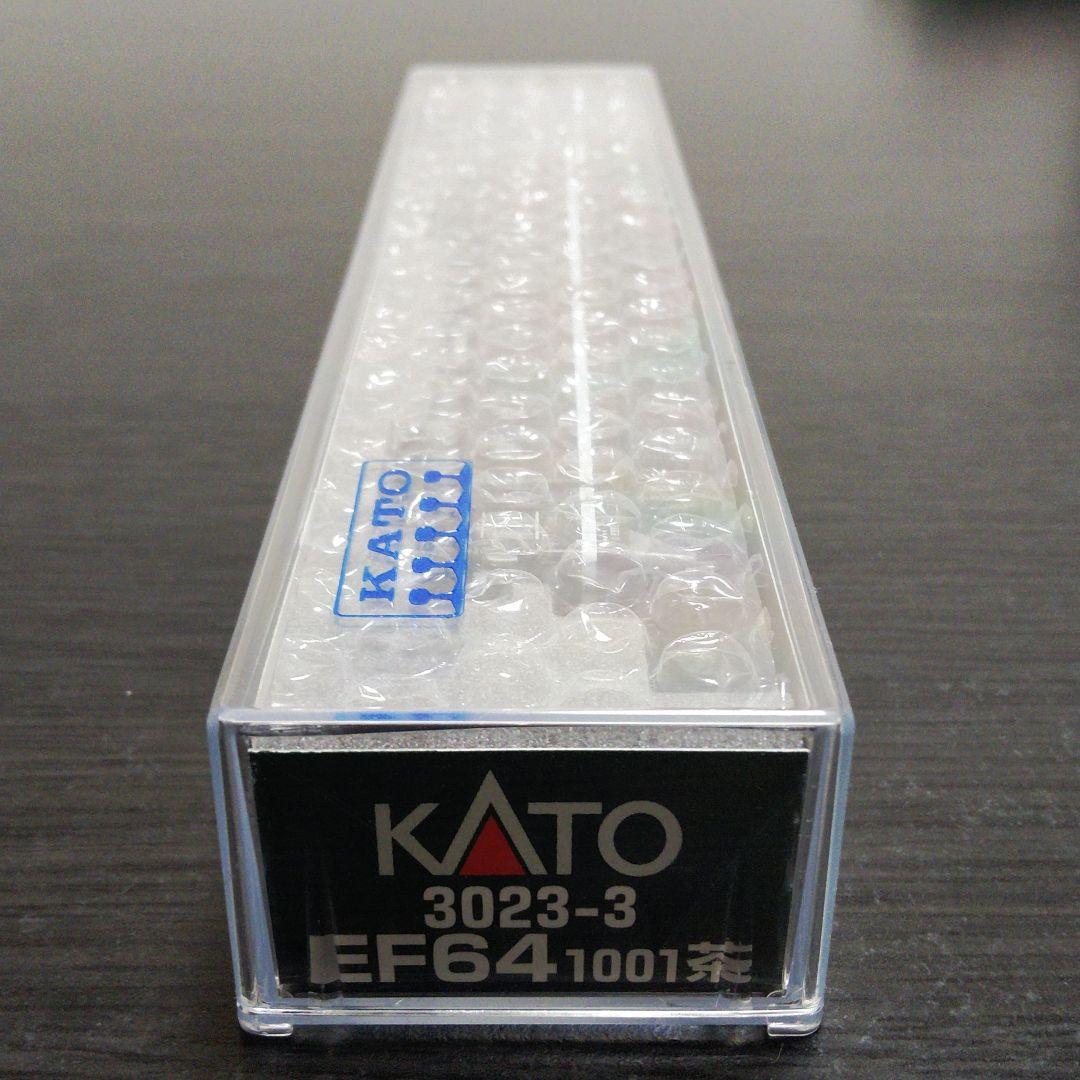 KATO
KATO
3023-3
EF64 1001茶